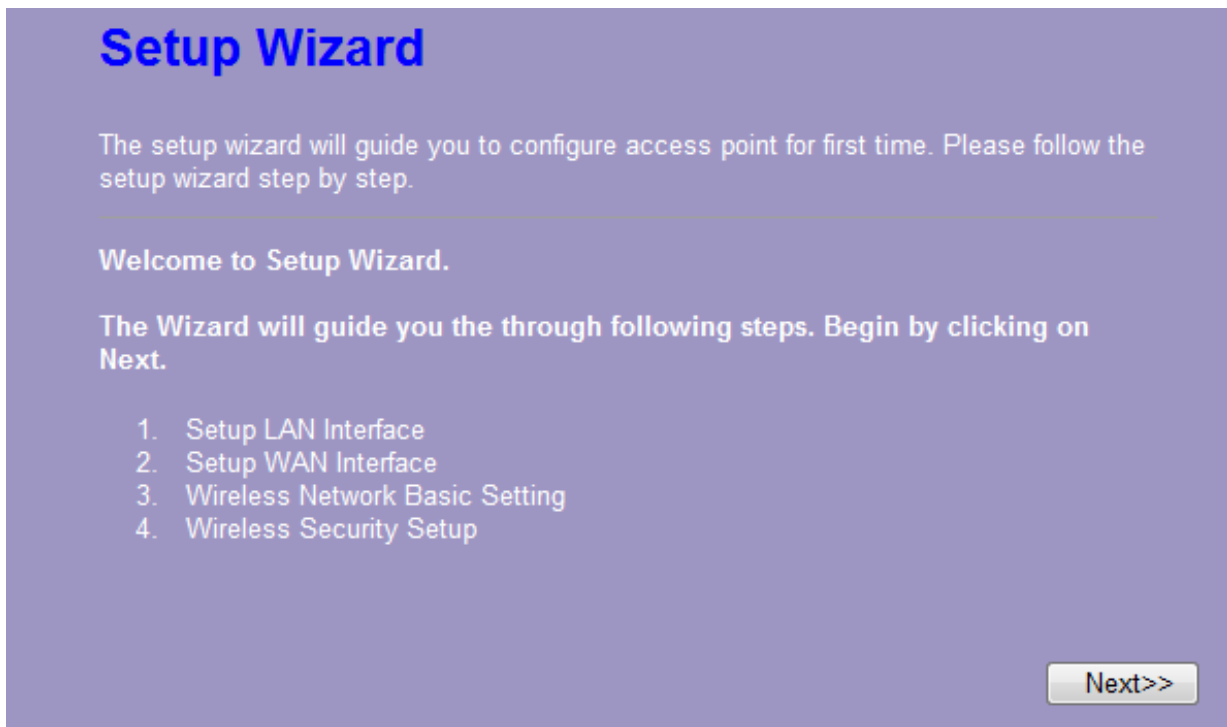 Setup Wizard
The setup wizard will guide you to configure access point for first time. Please follow the
setup wizard step by step.
Welcome to Setup Wizard.
The Wizard will guide you the through following steps. Begin by clicking on
Next.
1. Setup LAN Interface
2. Setup WAN Interface
3. Wireless Network Basic Setting
4. Wireless Security Setup
Next>>